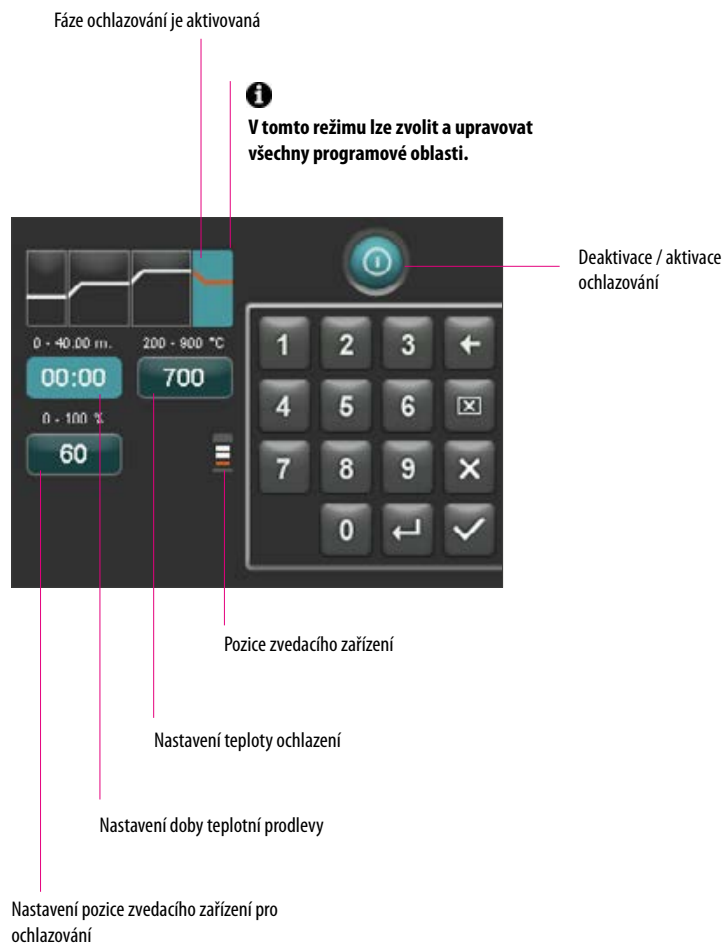 Fáze ochlazování je aktivovaná
V tomto režimu lze zvolit a upravovat
všechny programové oblasti.
Deaktivace / aktivace
ochlazování
0 - 40.00 m.
200 - 900 °C
00:00
700
0 - 100 %
60
1 2 3
4 5 6
7 8 9
0
Pozice zvedacího zařízení
Nastavení teploty ochlazení
Nastavení doby teplotní prodlevy
Nastavení pozice zvedacího zařízení pro
ochlazování